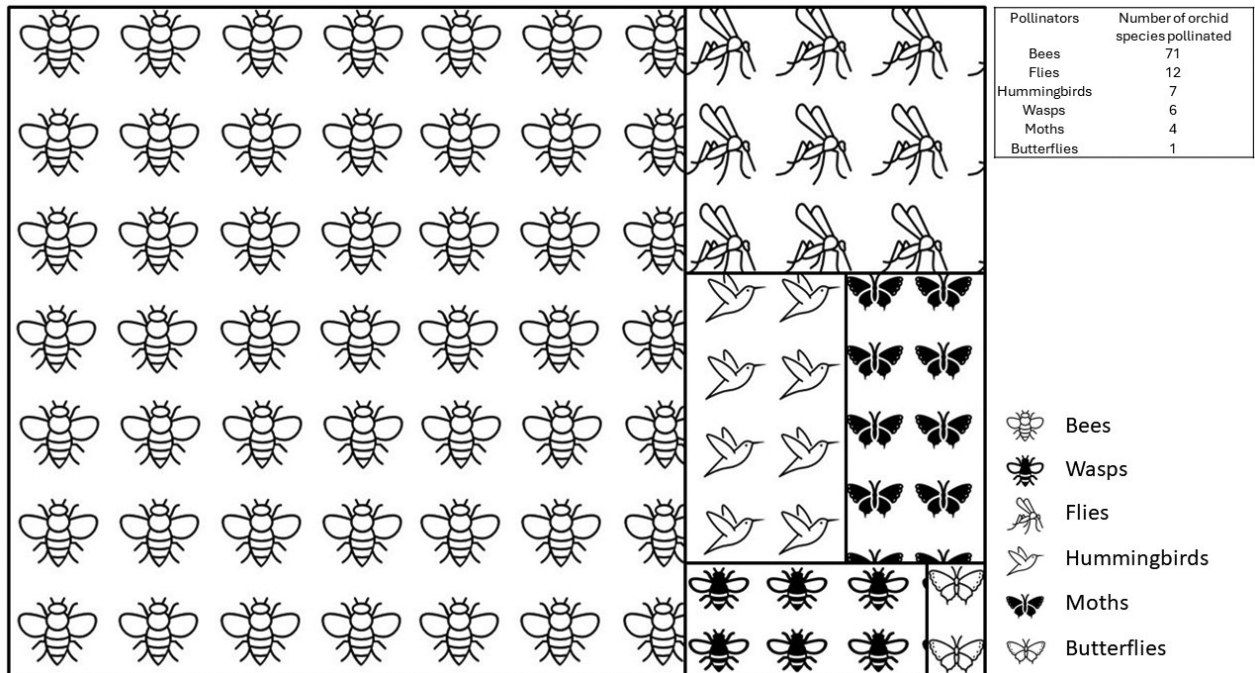 Pollinators Number of orchid
species pollinated
Bees 71
Flies 12
Hummingbirds 7
Wasps 6
Moths 4
Butterflies 1
Bees
Wasps
Flies
Hummingbirds
Moths
Butterflies